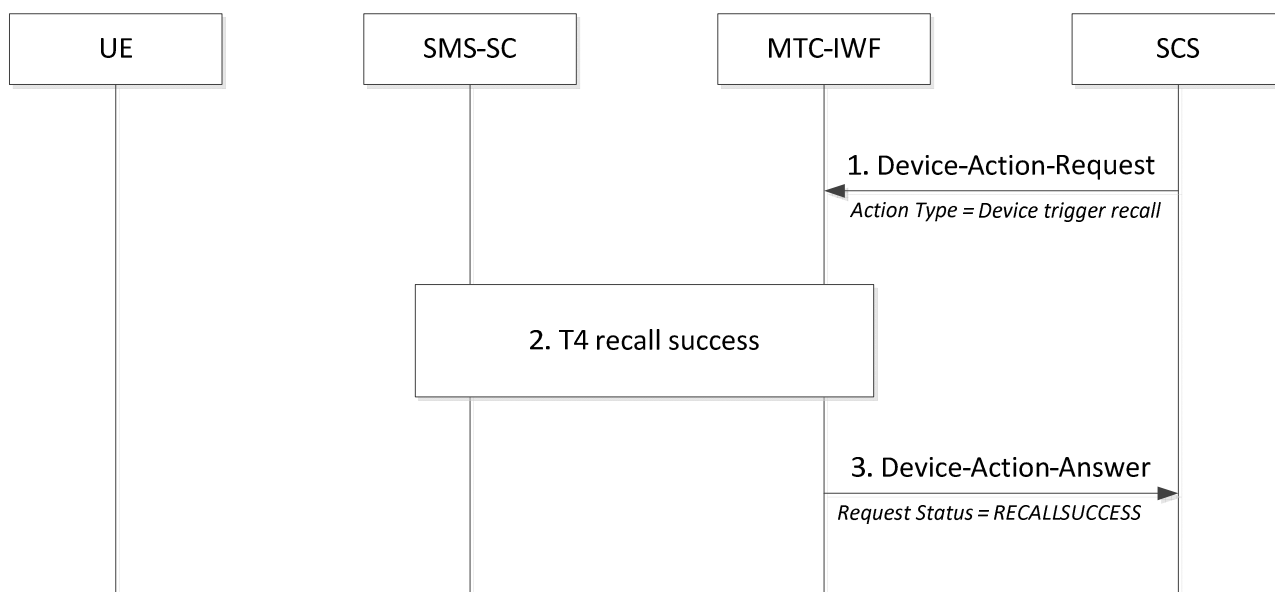 UE
SMS-SC
MTC-IWF
SCS
1. Device-Action-Request
Action Type = Device trigger recall
2. T4 recall success
3. Device-Action-Answer
Request Status = RECALLSUCCESS